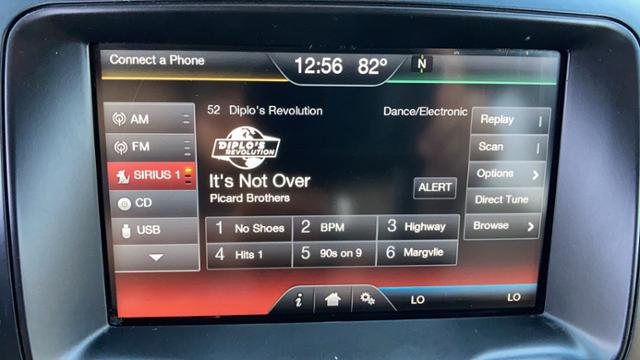 Connect a Phone
12:56 82° N
AM
FM
SIRIUS 1
CD
USB
52 Diplo's Revolution Dance/Electronic
DIPLO'S
REVOLUTION
It's Not Over
Picard Brothers
ALERT
1 No Shoes 2 BPM 3 Highway
4 Hits 1 5 90s on 9 6 Margvlle
Replay
Scan
Options
Direct Tune
Browse
i LO LO